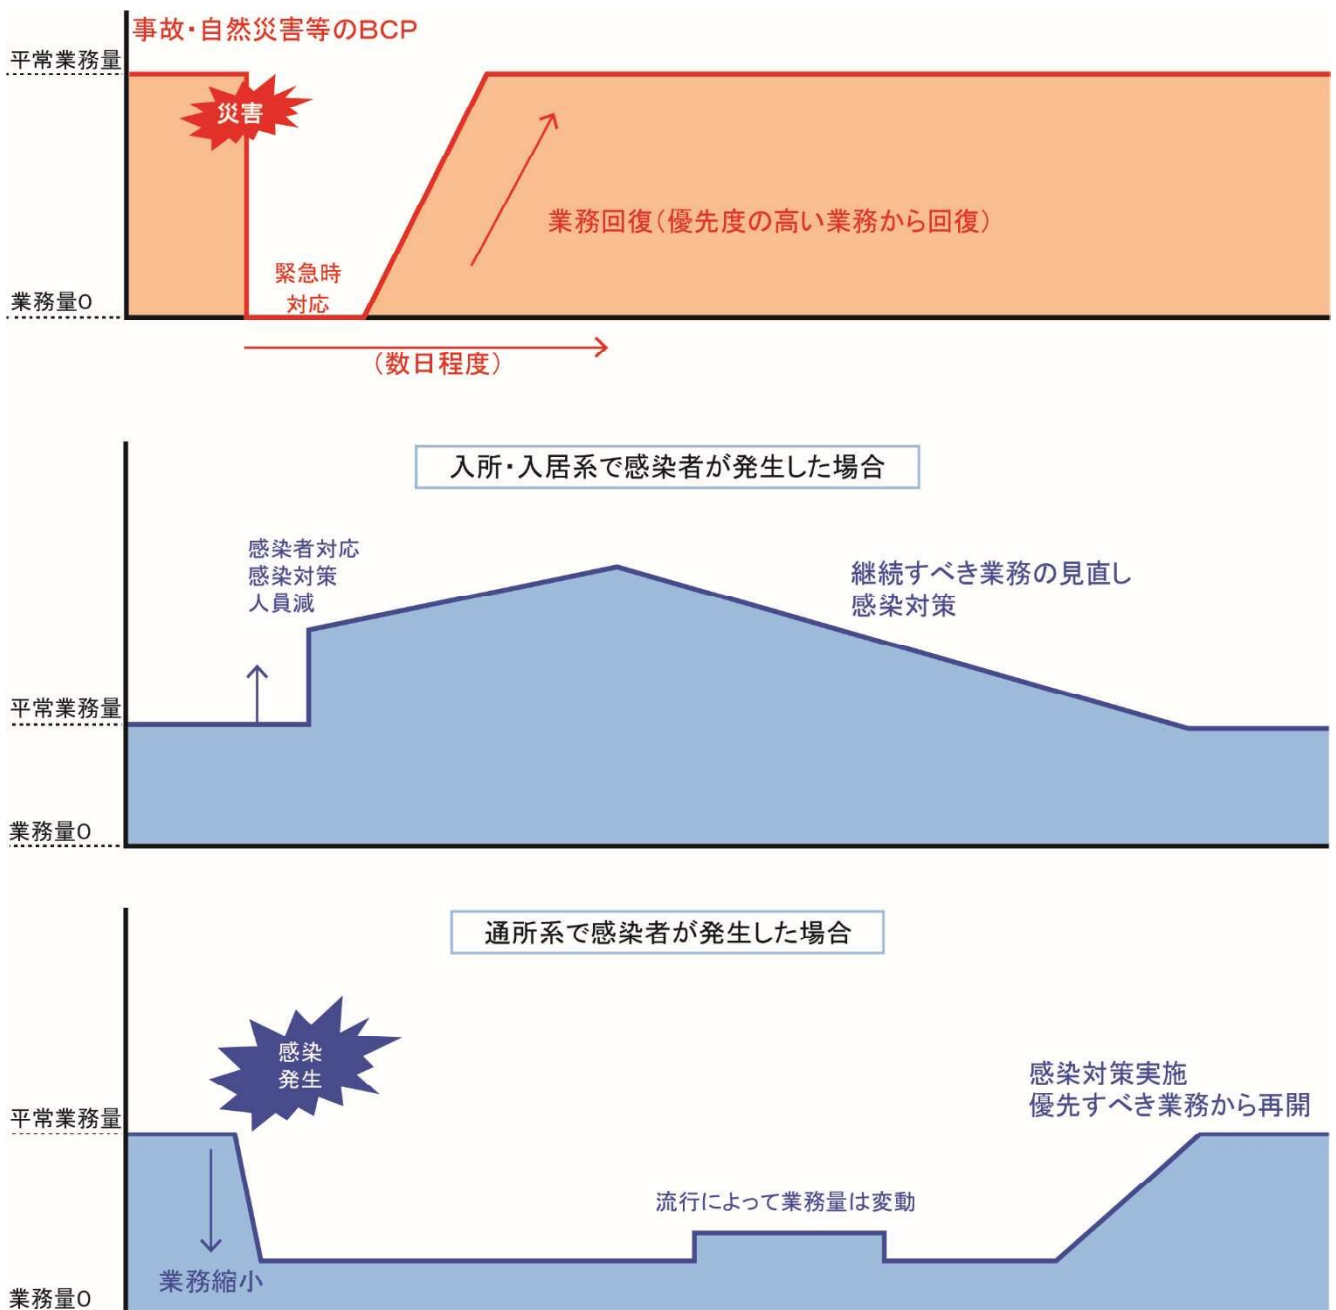 事故・自然災害等のBCP
平常業務量
災害
業務回復(優先度の高い業務から回復)
緊急時
対応
業務量0
(数日程度)
入所・入居系で感染者が発生した場合
感染者対応
感染対策
人員減
継続すべき業務の見直し
感染対策
平常業務量
業務量0
通所系で感染者が発生した場合
感染
発生
感染対策実施
優先すべき業務から再開
平常業務量
流行によって業務量は変動
業務縮小
業務量0